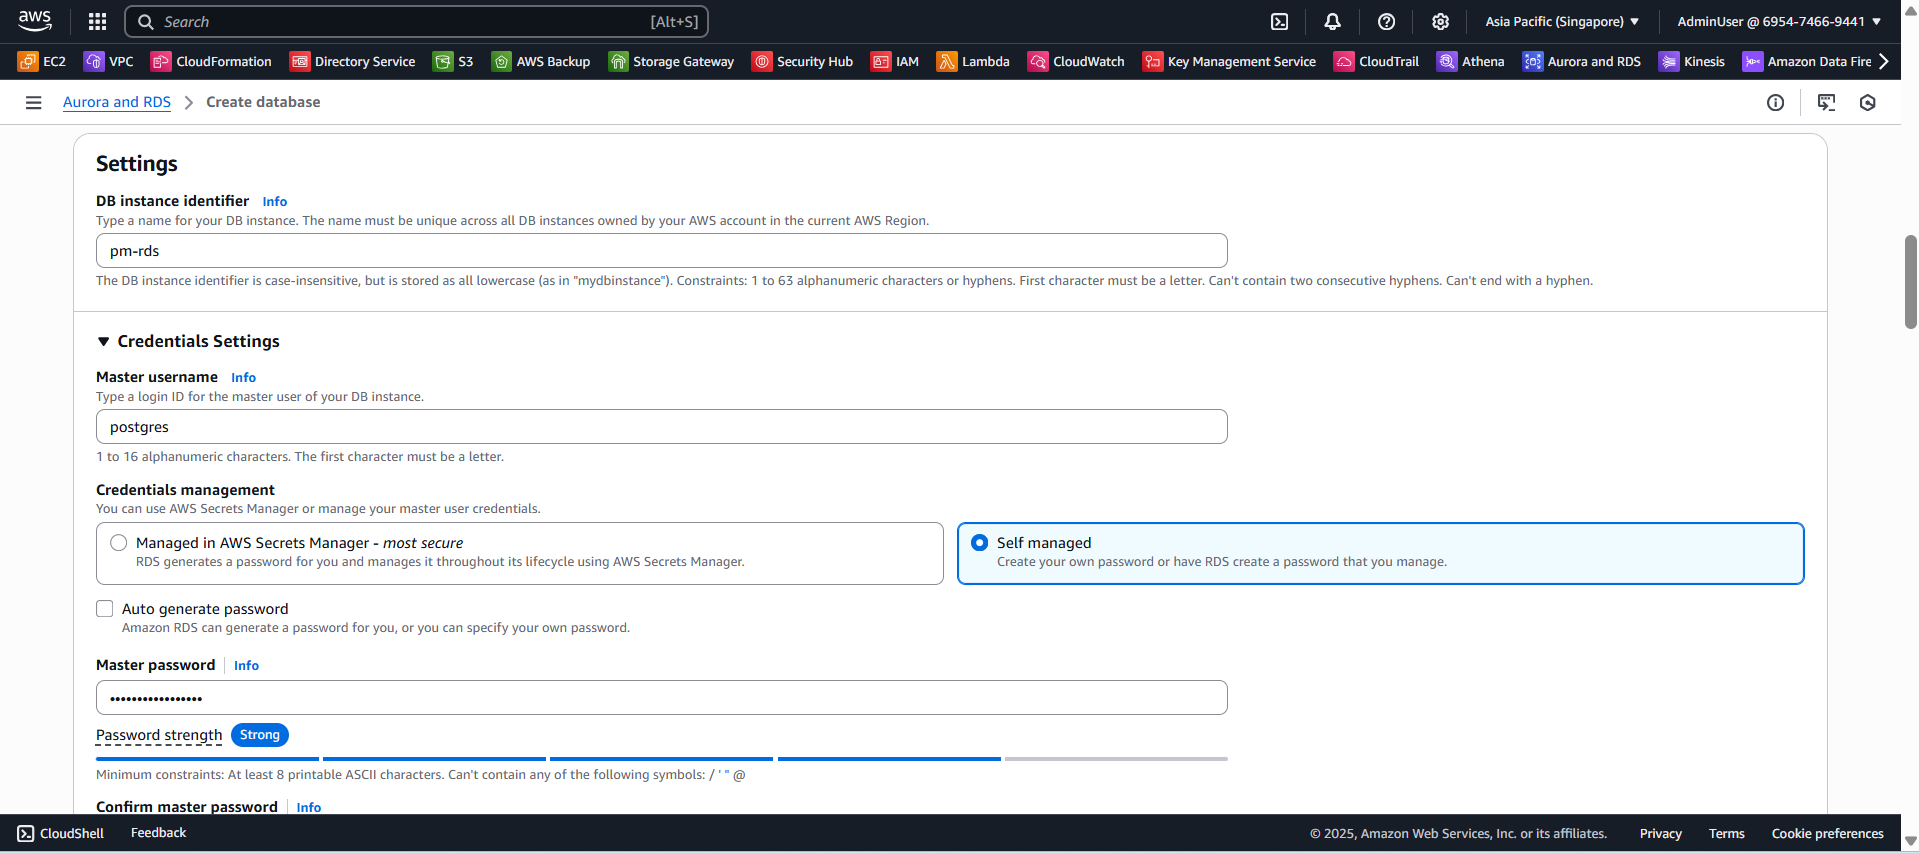 aws
Search [Alt+S]
Asia Pacific (Singapore) ▼
AdminUser @ 6954-7466-9441 ▼
EC2 VPC CloudFormation Directory Service S3 AWS Backup Storage Gateway Security Hub IAM Lambda CloudWatch Key Management Service CloudTrail Athena Aurora and RDS Kinesis Amazon Data Fire
Aurora and RDS > Create database
Settings
DB instance identifier Info
Type a name for your DB instance. The name must be unique across all DB instances owned by your AWS account in the current AWS Region.
pm-rds
The DB instance identifier is case-insensitive, but is stored as all lowercase (as in "mydbinstance"). Constraints: 1 to 63 alphanumeric characters or hyphens. First character must be a letter. Can't contain two consecutive hyphens. Can't end with a hyphen.
▼ Credentials Settings
Master username Info
Type a login ID for the master user of your DB instance.
postgres
1 to 16 alphanumeric characters. The first character must be a letter.
Credentials management
You can use AWS Secrets Manager or manage your master user credentials.
Managed in AWS Secrets Manager - most secure
RDS generates a password for you and manages it throughout its lifecycle using AWS Secrets Manager.
Self managed
Create your own password or have RDS create a password that you manage.
Auto generate password
Amazon RDS can generate a password for you, or you can specify your own password.
Master password Info
•••••••••••••••••
Password strength Strong
Minimum constraints: At least 8 printable ASCII characters. Can't contain any of the following symbols: / ' " @
Confirm master password Info
CloudShell Feedback © 2025, Amazon Web Services, Inc. or its affiliates. Privacy Terms Cookie preferences